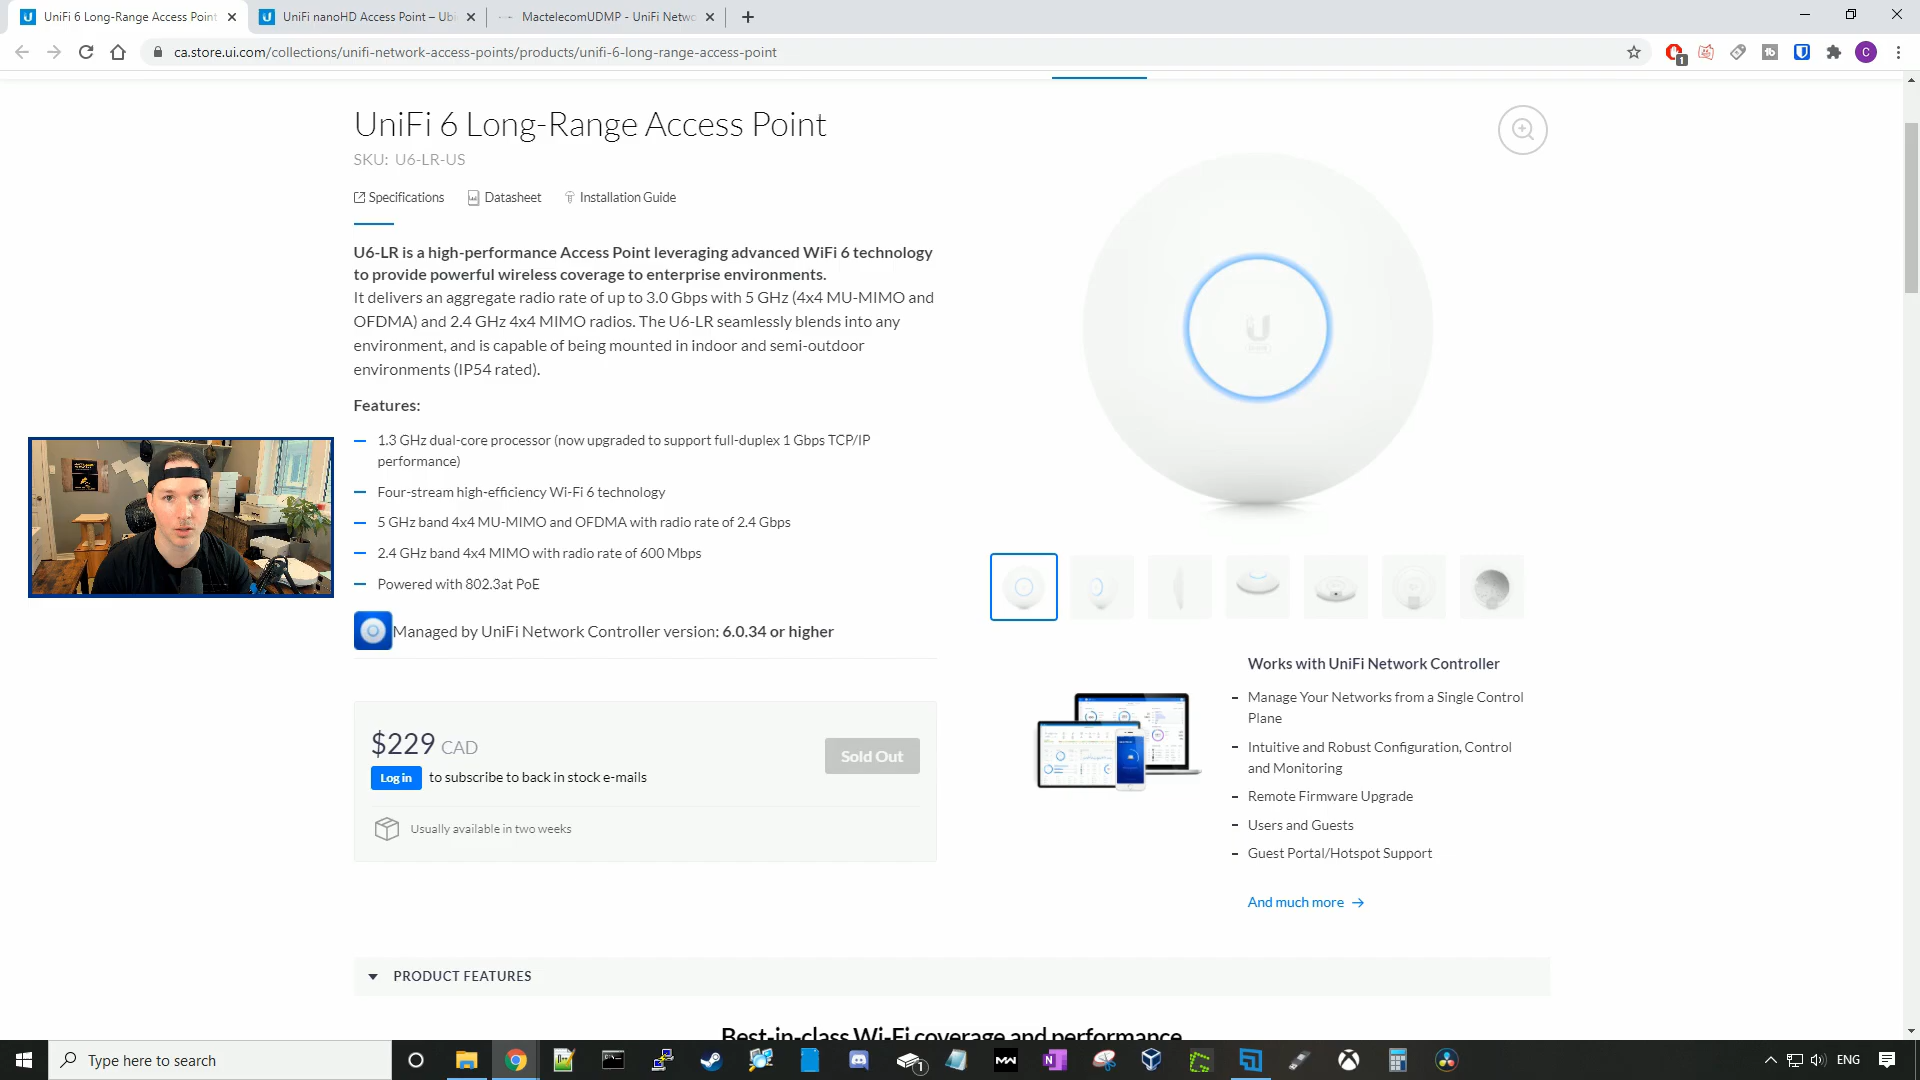 UniFi 6 Long-Range Access Point
UniFi nanoHD Access Point – Ubi
MactelecomUDMP - UniFi Netwo
ca.store.ui.com/collections/unifi-network-access-points/products/unifi-6-long-range-access-point
1
C
UniFi 6 Long-Range Access Point
SKU: U6-LR-US
Specifications
Datasheet
Installation Guide
U6-LR is a high-performance Access Point leveraging advanced WiFi 6 technology
to provide powerful wireless coverage to enterprise environments.
It delivers an aggregate radio rate of up to 3.0 Gbps with 5 GHz (4x4 MU-MIMO and
OFDMA) and 2.4 GHz 4x4 MIMO radios. The U6-LR seamlessly blends into any
environment, and is capable of being mounted in indoor and semi-outdoor
environments (IP54 rated).
Features:
1.3 GHz dual-core processor (now upgraded to support full-duplex 1 Gbps TCP/IP
performance)
Four-stream high-efficiency Wi-Fi 6 technology
5 GHz band 4x4 MU-MIMO and OFDMA with radio rate of 2.4 Gbps
2.4 GHz band 4x4 MIMO with radio rate of 600 Mbps
Powered with 802.3at PoE
Managed by UniFi Network Controller version: 6.0.34 or higher
$229 CAD
Sold Out
Log in to subscribe to back in stock e-mails
Usually available in two weeks
Works with UniFi Network Controller
- Manage Your Networks from a Single Control
Plane
- Intuitive and Robust Configuration, Control
and Monitoring
- Remote Firmware Upgrade
- Users and Guests
- Guest Portal/Hotspot Support
And much more →
PRODUCT FEATURES
Best-in-class Wi-Fi coverage and performance
Type here to search
1
ENG